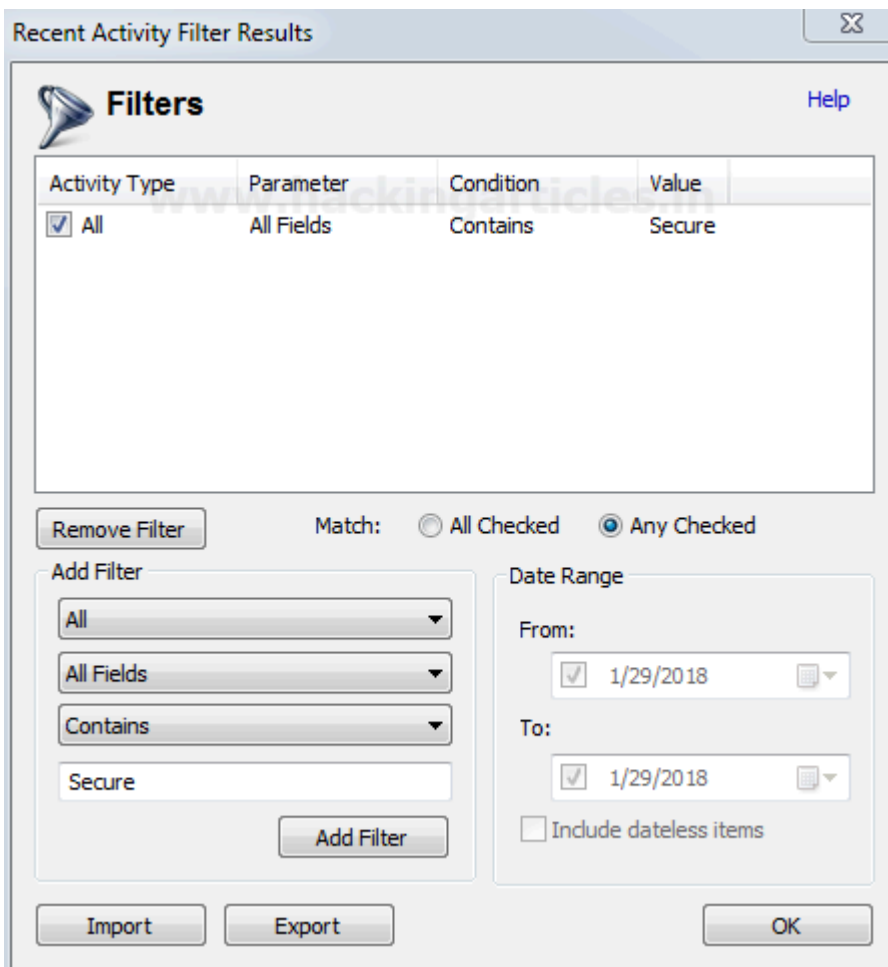 Recent Activity Filter Results
Filters
Help
Activity Type Parameter Condition Value
www.hackingarticles.in
All All Fields Contains Secure
Remove Filter Match: All Checked Any Checked
Add Filter
All
All Fields
Contains
Secure
Add Filter
Date Range
From:
1/29/2018
To:
1/29/2018
Include dateless items
Import Export OK